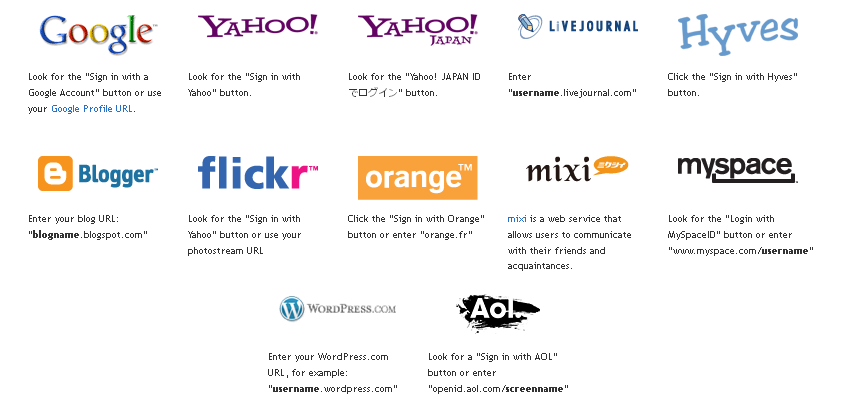 Google™
YAHOO!
YAHOO!
JAPAN
LIVEJOURNAL
Hyves
Look for the "Sign in with a
Google Account" button or use
your Google Profile URL.
Look for the "Sign in with
Yahoo" button.
Look for the "Yahoo! JAPAN ID
でログイン" button.
Enter
"username.livejournal.com"
Click the "Sign in with Hyves"
button.
Blogger™
flickr™
orange™
mixi
ミクシィ
myspace
Enter your blog URL:
"blogname.blogspot.com"
Look for the "Sign in with
Yahoo" button or use your
photostream URL
Click the "Sign in with Orange"
button or enter "orange.fr"
mixi is a web service that
allows users to communicate
with their friends and
acquaintances.
Look for the "Login with
MySpaceID" button or enter
"www.myspace.com/username"
WORDPRESS.COM
Aol.
Enter your WordPress.com
URL, for example:
"username.wordpress.com"
Look for a "Sign in with AOL"
button or enter
"openid.aol.com/screenname"